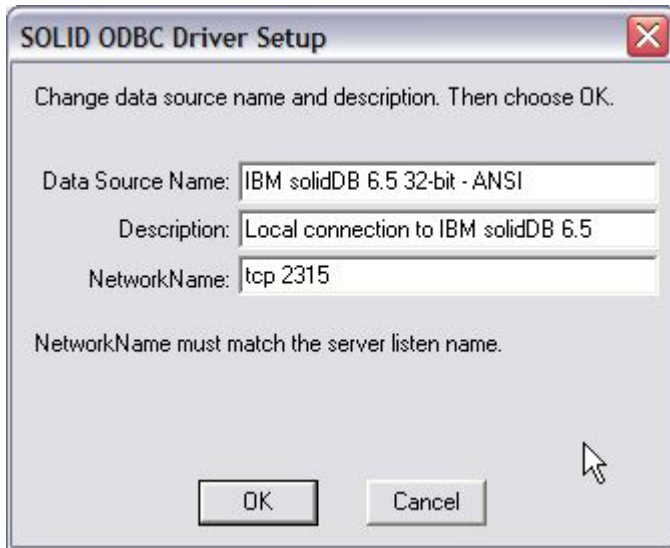 SOLID ODBC Driver Setup
Change data source name and description. Then choose OK.
Data Source Name: IBM solidDB 6.5 32-bit - ANSI
Description: Local connection to IBM solidDB 6.5
NetworkName: tcp 2315
NetworkName must match the server listen name.
OK Cancel